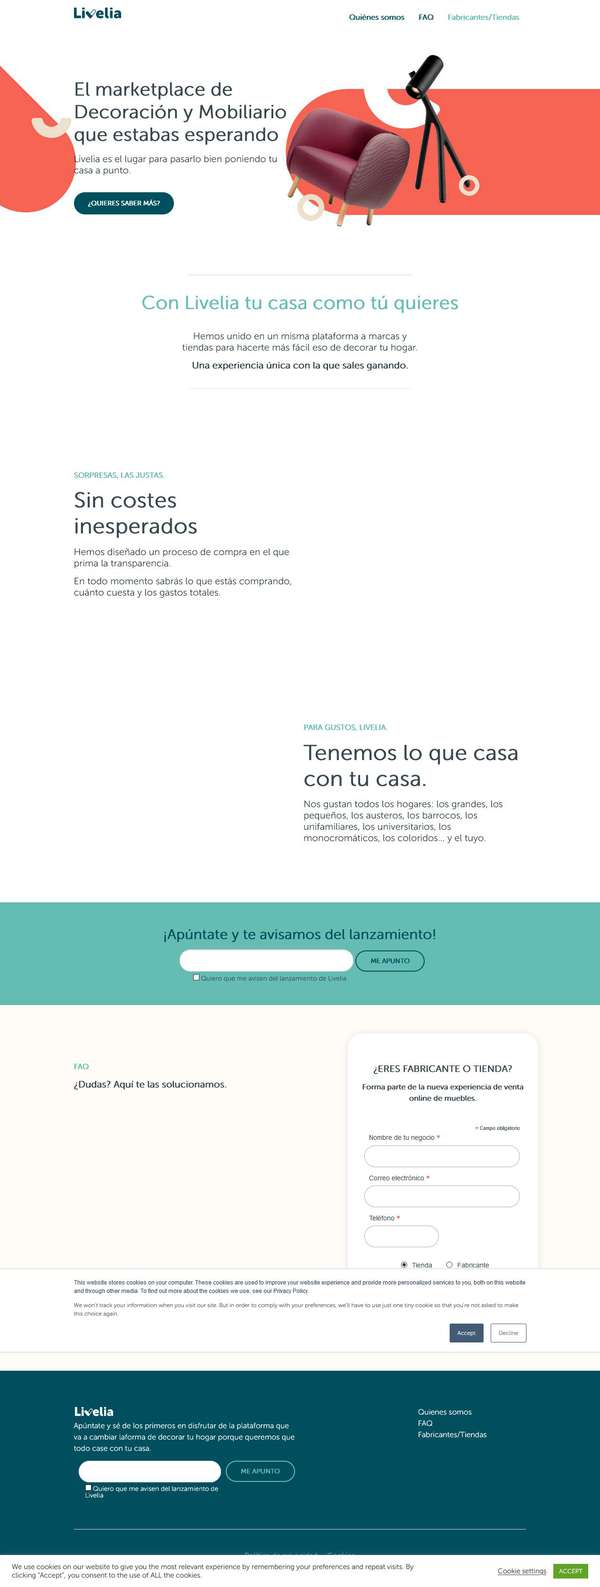 Livelia
Quiénes somos FAQ Fabricantes/Tiendas
El marketplace de
Decoración y Mobiliario
que estabas esperando
Livelia es el lugar para pasarlo bien poniendo tu
casa a punto.
¿QUIERES SABER MÁS?
Con Livelia tu casa como tú quieres
Hemos unido en un misma plataforma a marcas y
tiendas para hacerte más fácil eso de decorar tu hogar.
Una experiencia única con la que sales ganando.
SORPRESAS, LAS JUSTAS.
Sin costes
inesperados
Hemos diseñado un proceso de compra en el que
prima la transparencia.
En todo momento sabrás lo que estás comprando,
cuánto cuesta y los gastos totales.
PARA GUSTOS, LIVELIA.
Tenemos lo que casa
con tu casa.
Nos gustan todos los hogares: los grandes, los
pequeños, los austeros, los barrocos, los
unifamiliares, los universitarios, los
monocromáticos, los coloridos... y el tuyo.
¡Apúntate y te avisamos del lanzamiento!
ME APUNTO
Quiero que me avisen del lanzamiento de Livelia
FAQ
¿Dudas? Aquí te las solucionamos.
¿ERES FABRICANTE O TIENDA?
Forma parte de la nueva experiencia de venta
online de muebles.
* Campo obligatorio
Nombre de tu negocio *
Correo electrónico *
Teléfono *
Tienda Fabricante
This website stores cookies on your computer. These cookies are used to improve your website experience and provide more personalized services to you, both on this website
and through other media. To find out more about the cookies we use, see our Privacy Policy.
We won't track your information when you visit our site. But in order to comply with your preferences, we'll have to use just one tiny cookie so that you're not asked to make
this choice again.
Accept Decline
Livelia
Apúntate y sé de los primeros en disfrutar de la plataforma que
va a cambiar laforma de decorar tu hogar porque queremos que
todo case con tu casa.
ME APUNTO
Quiero que me avisen del lanzamiento de
Livelia
Quienes somos
FAQ
Fabricantes/Tiendas
We use cookies on our website to give you the most relevant experience by remembering your preferences and repeat visits. By
clicking "Accept", you consent to the use of ALL the cookies.
Cookie settings ACCEPT